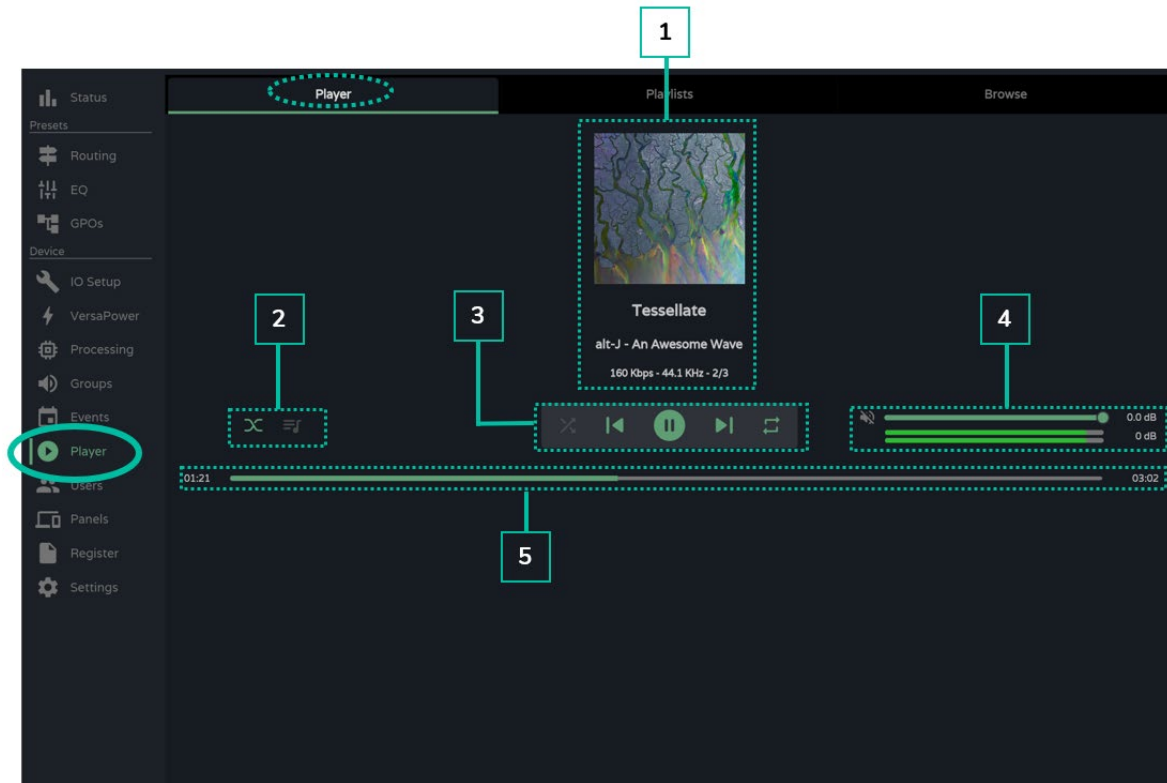 1
Status
Player
Playlists
Browse
Presets
Routing
EQ
GPOs
Device
IO Setup
VersaPower
Processing
Groups
Events
Player
Users
Panels
Register
Settings
Tessellate
alt-J - An Awesome Wave
160 Kbps - 44.1 KHz - 2/3
2
3
4
0.0 dB
0 dB
01:21
03:02
5